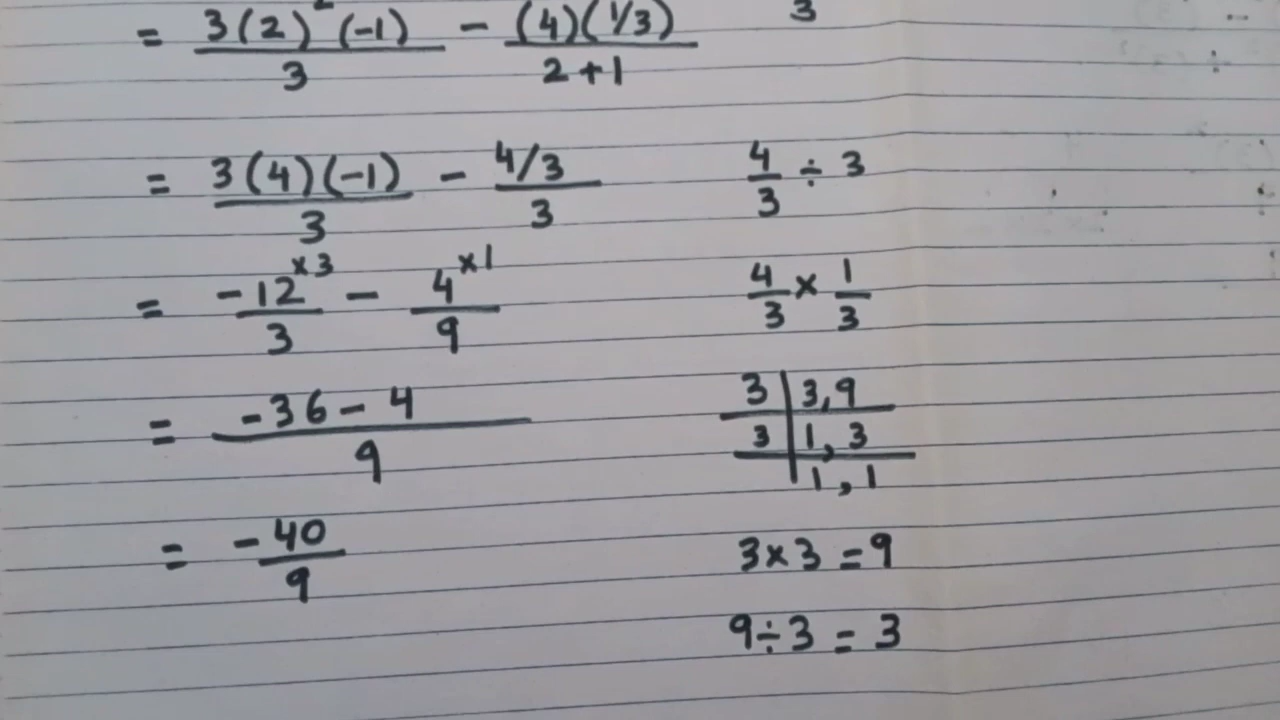 = 3(2)²(-1)/3 - (4)(1/3)/2+1
3
= 3(4)(-1)/3 - 4/3/3
4/3 ÷ 3
= -12×3/3 - 4×1/9
4/3 × 1/3
= -36-4/9
3 | 3,9
3 | 1,3
1,1
= -40/9
3×3=9
9÷3=3